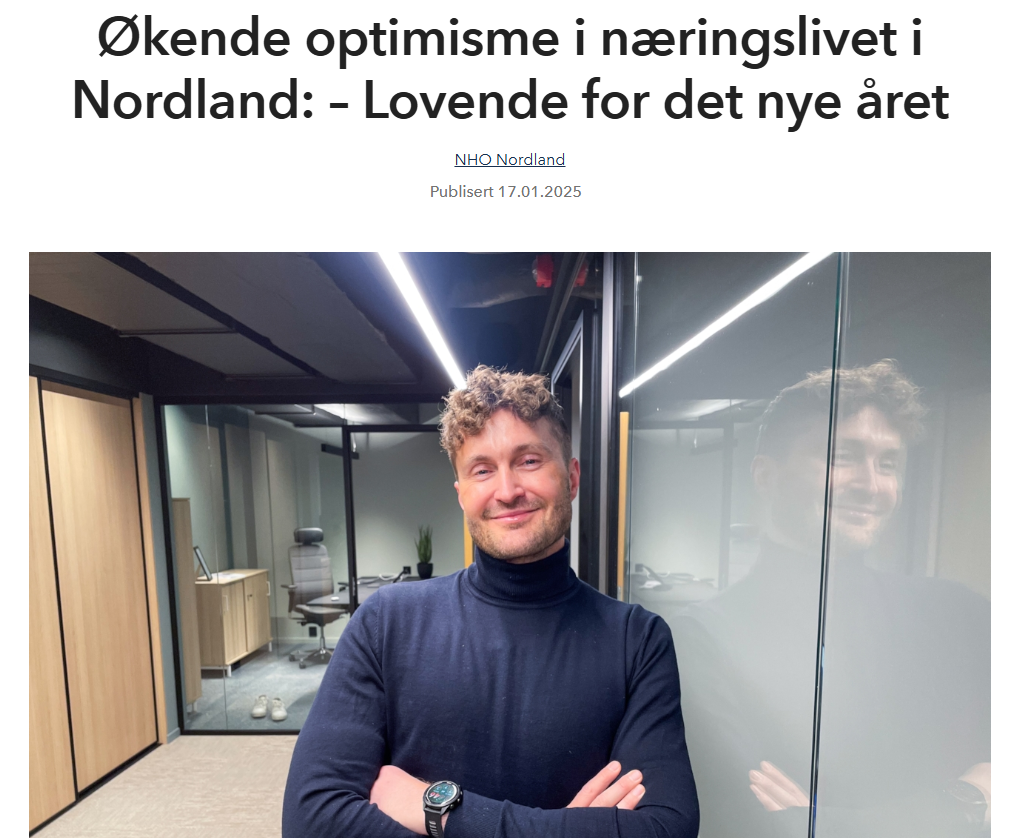 Økende optimisme i næringslivet i
Nordland: – Lovende for det nye året
NHO Nordland
Publisert 17.01.2025